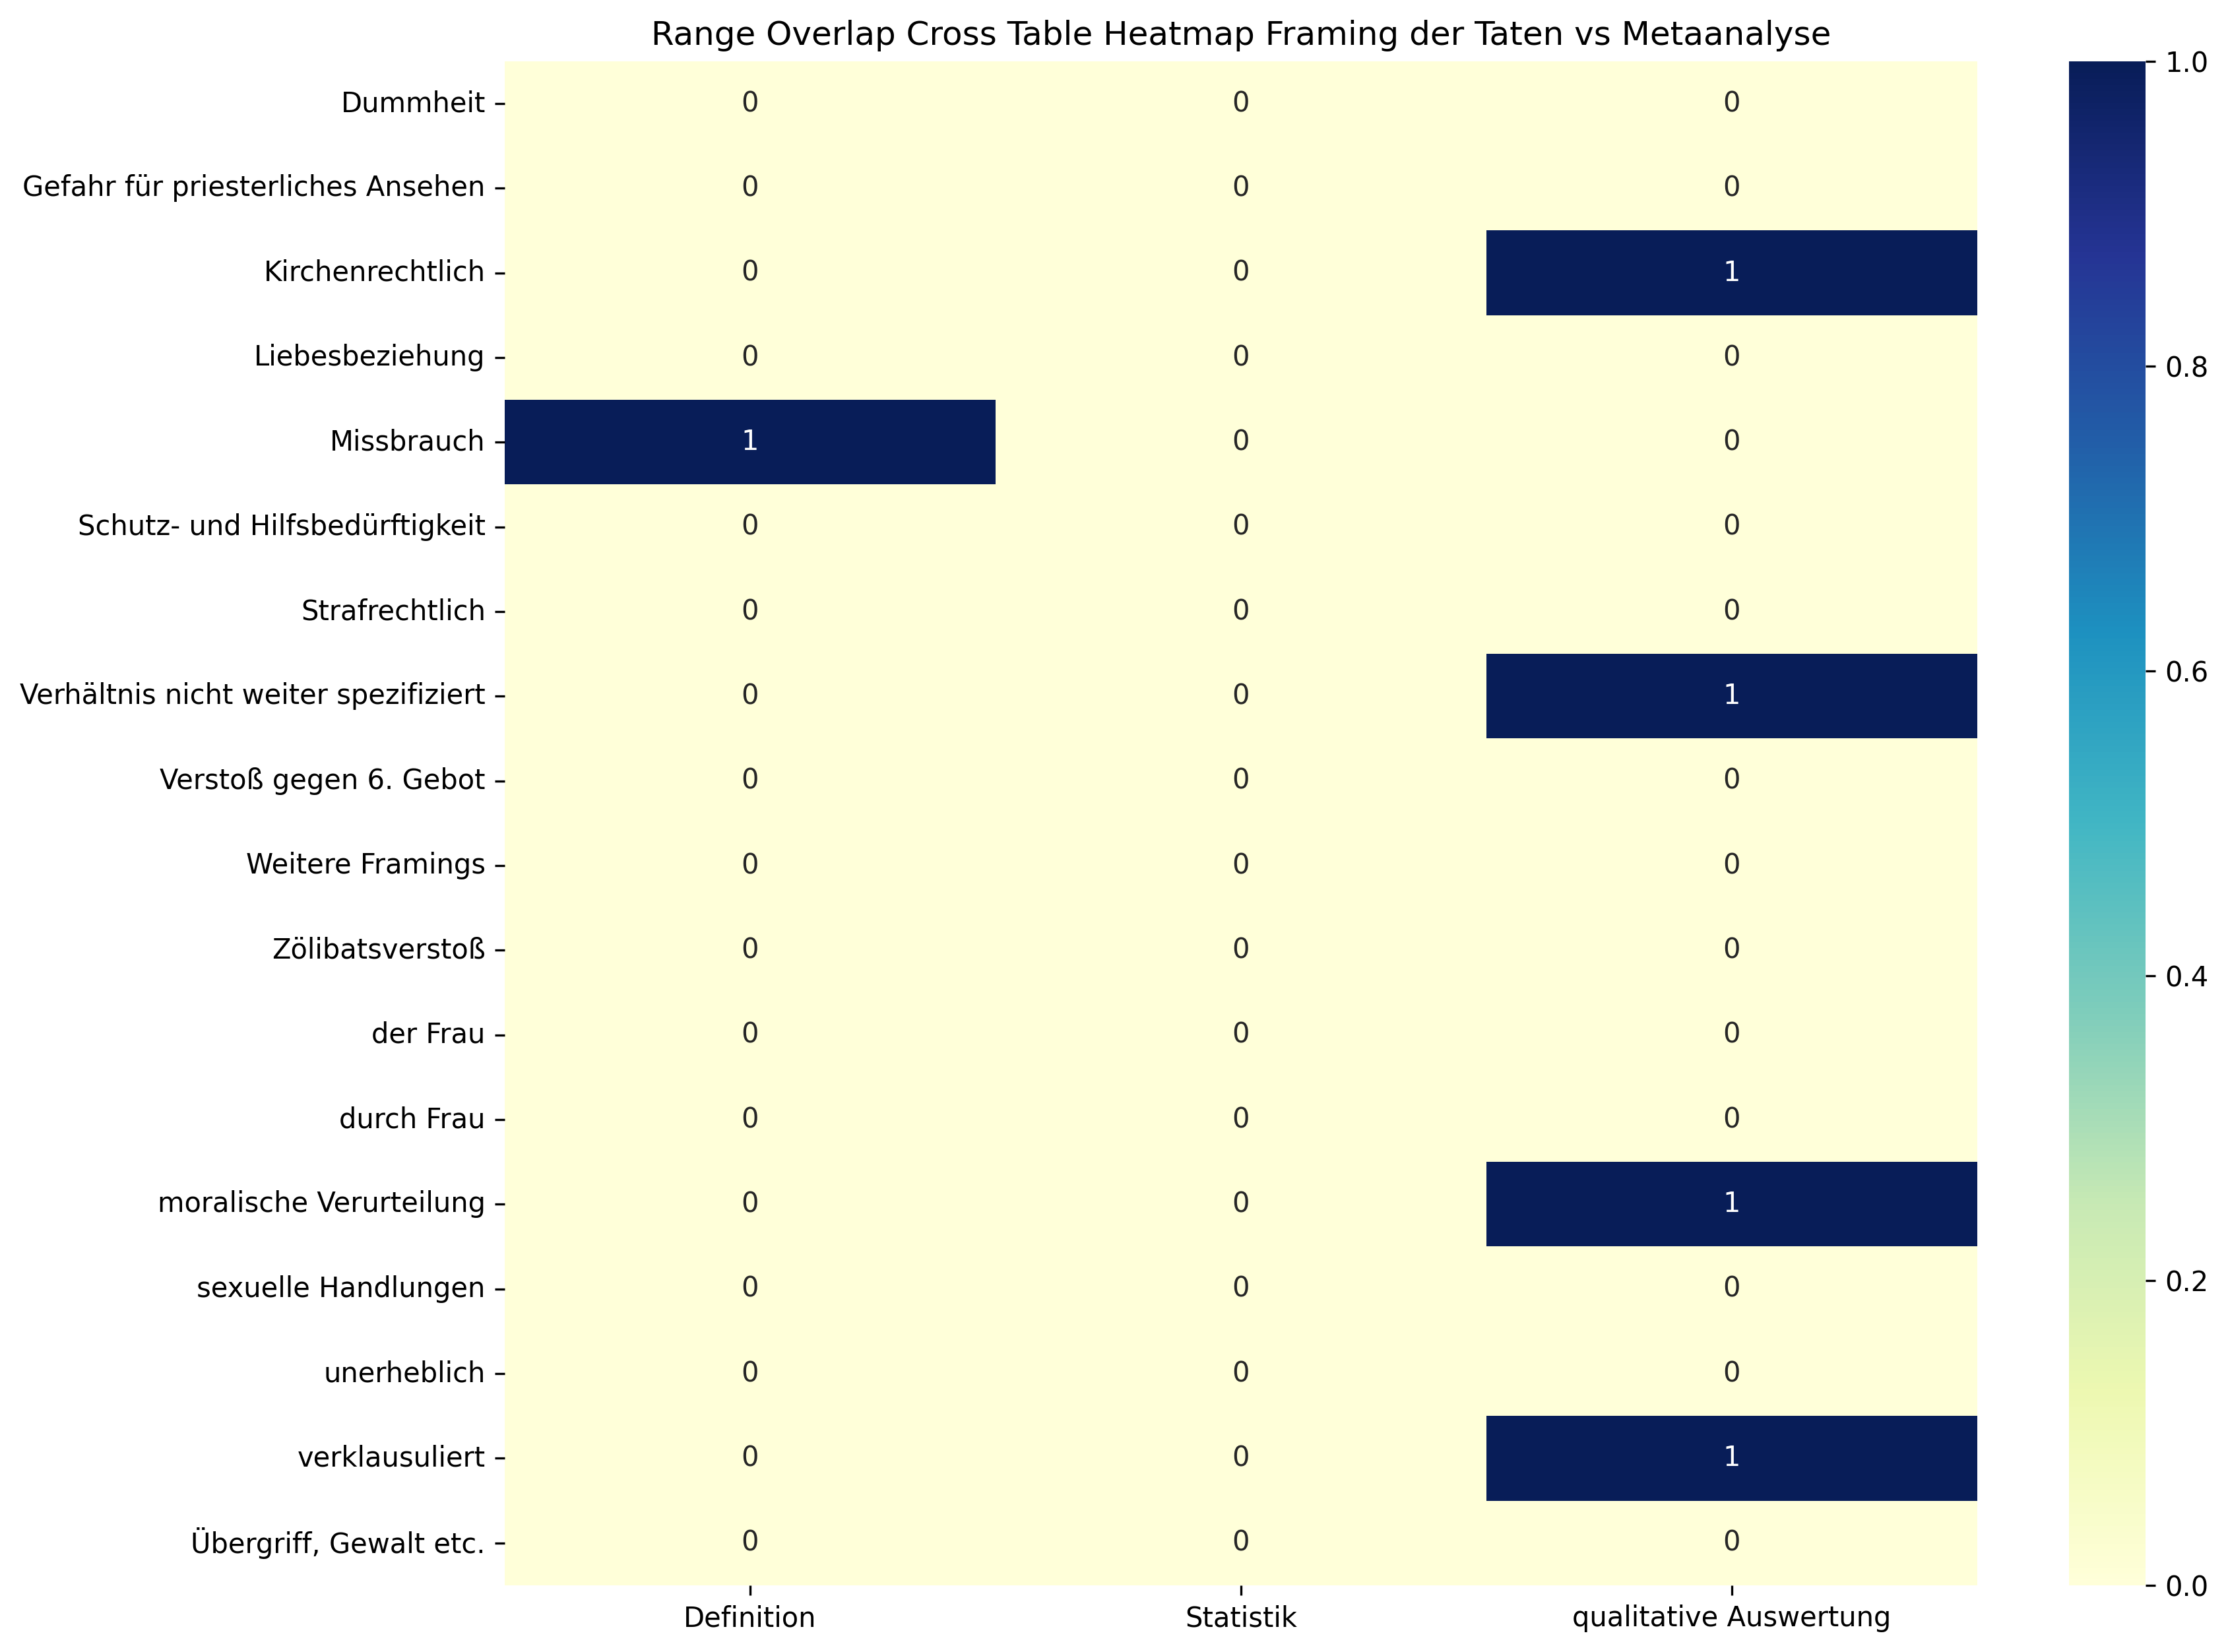 Range Overlap Cross Table Heatmap Framing der Taten vs Metaanalyse
Dummheit 0 0 0
Gefahr für priesterliches Ansehen 0 0 0
Kirchenrechtlich 0 0 1
Liebesbeziehung 0 0 0
Missbrauch 1 0 0
Schutz- und Hilfsbedürftigkeit 0 0 0
Strafrechtlich 0 0 0
Verhältnis nicht weiter spezifiziert 0 0 1
Verstoß gegen 6. Gebot 0 0 0
Weitere Framings 0 0 0
Zölibatsverstoß 0 0 0
der Frau 0 0 0
durch Frau 0 0 0
moralische Verurteilung 0 0 1
sexuelle Handlungen 0 0 0
unerheblich 0 0 0
verklausuliert 0 0 1
Übergriff, Gewalt etc. 0 0 0
Definition Statistik qualitative Auswertung
1.0
0.8
0.6
0.4
0.2
0.0